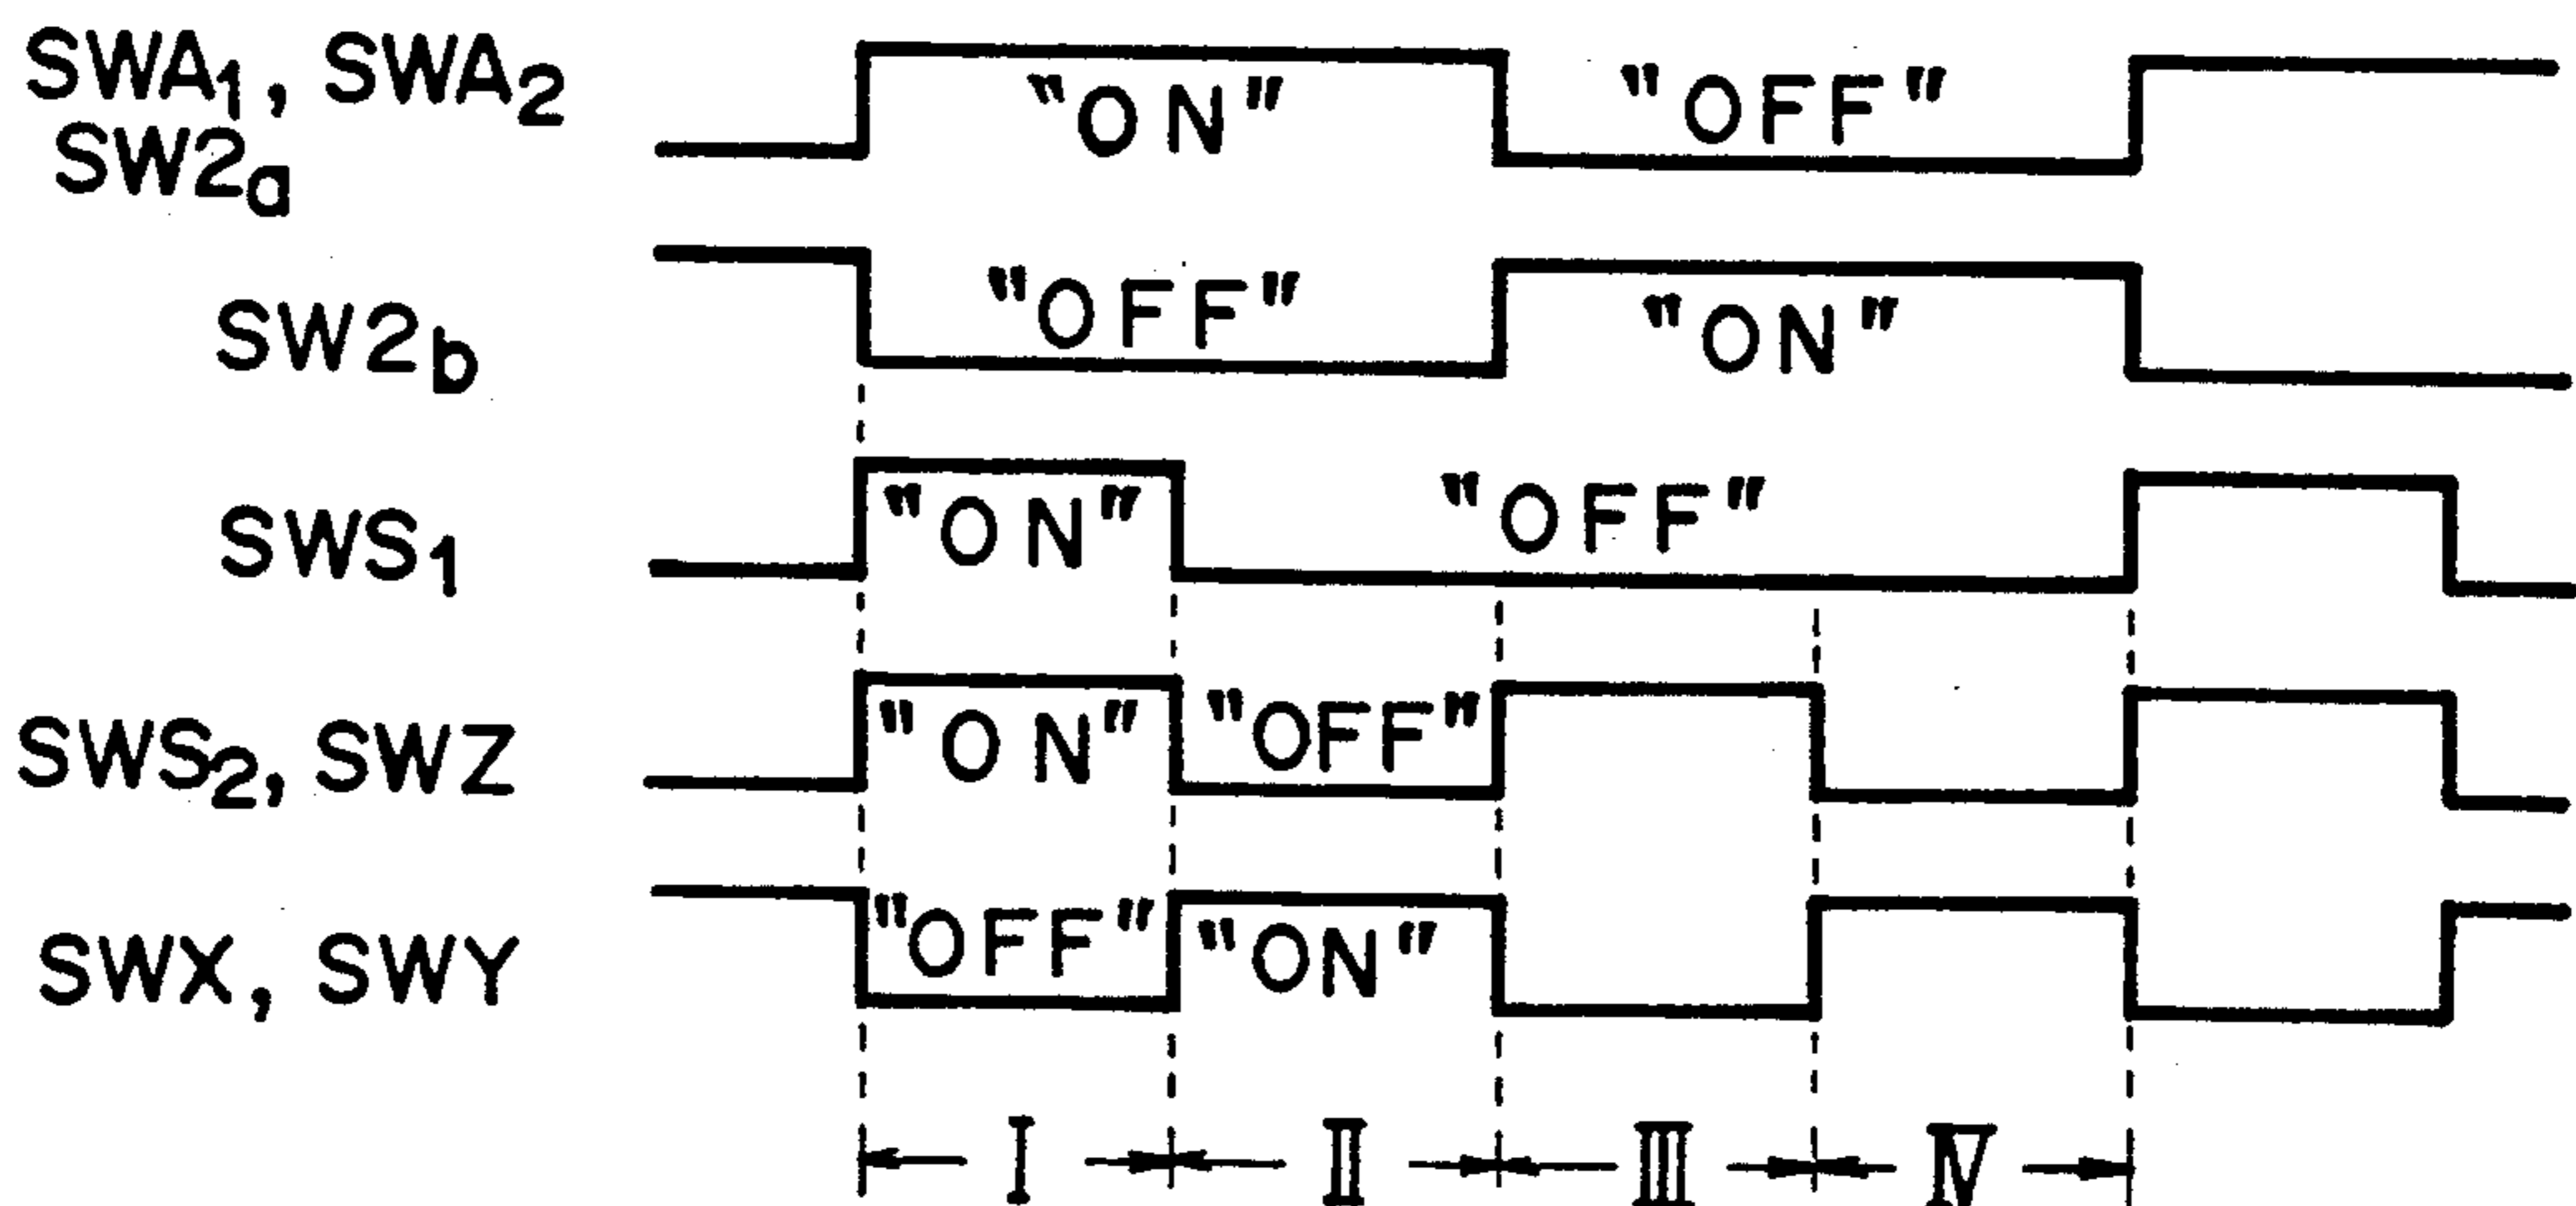 SWA1, SWA2 "ON" "OFF"
SW2a
SW2b "OFF" "ON"
SWS1 "ON" "OFF"
SWS2, SWZ "ON" "OFF"
SWX, SWY "OFF" "ON"
I II III IV